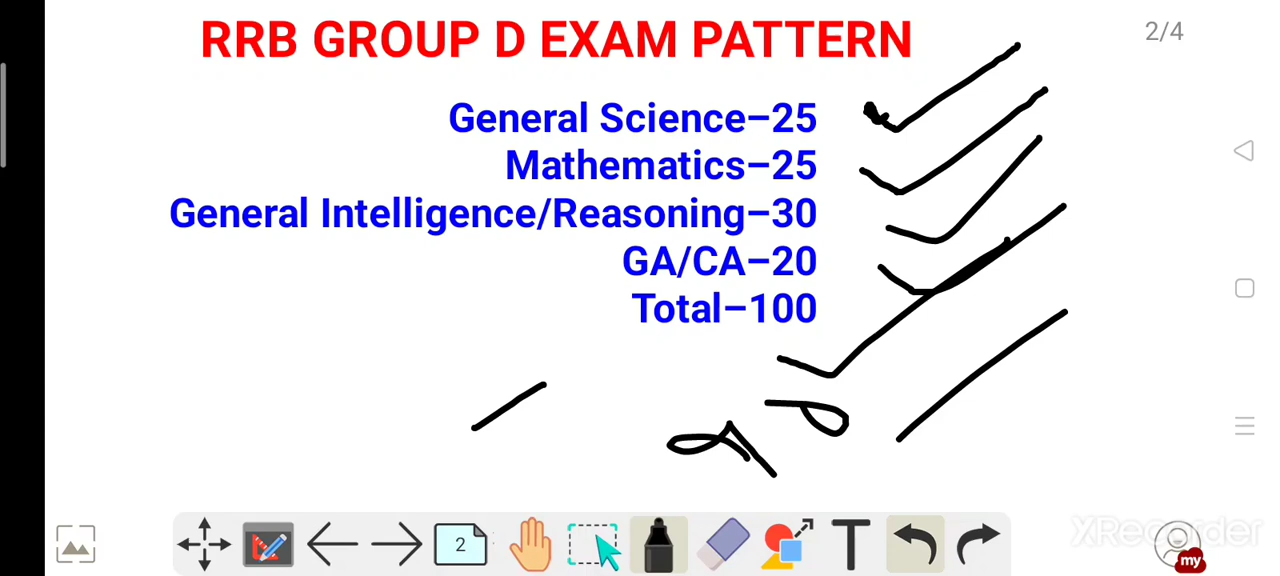 RRB GROUP D EXAM PATTERN
2/4
General Science–25
Mathematics–25
General Intelligence/Reasoning–30
GA/CA–20
Total–100
2
T
XRecorder
my